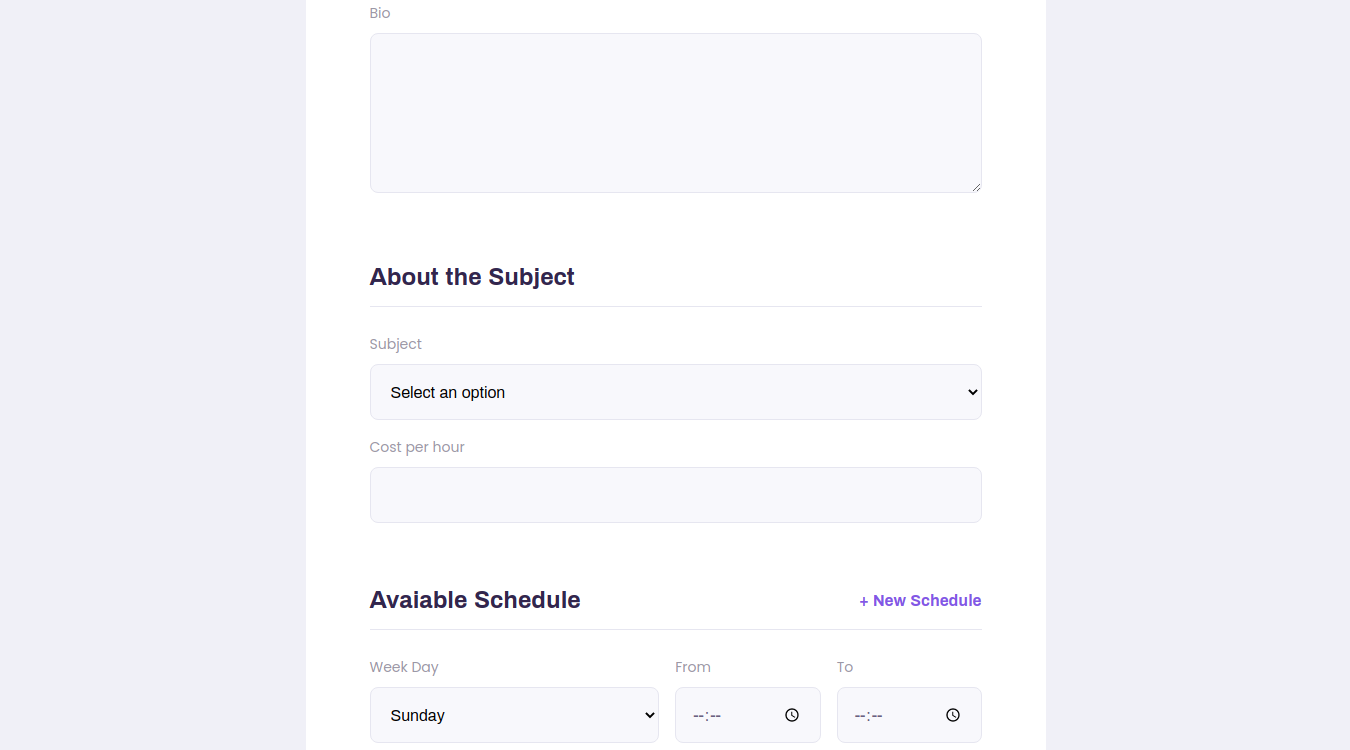 Bio
About the Subject
Subject
Select an option
Cost per hour
Avaiable Schedule
+ New Schedule
Week Day
From
To
Sunday
--:--
--:--